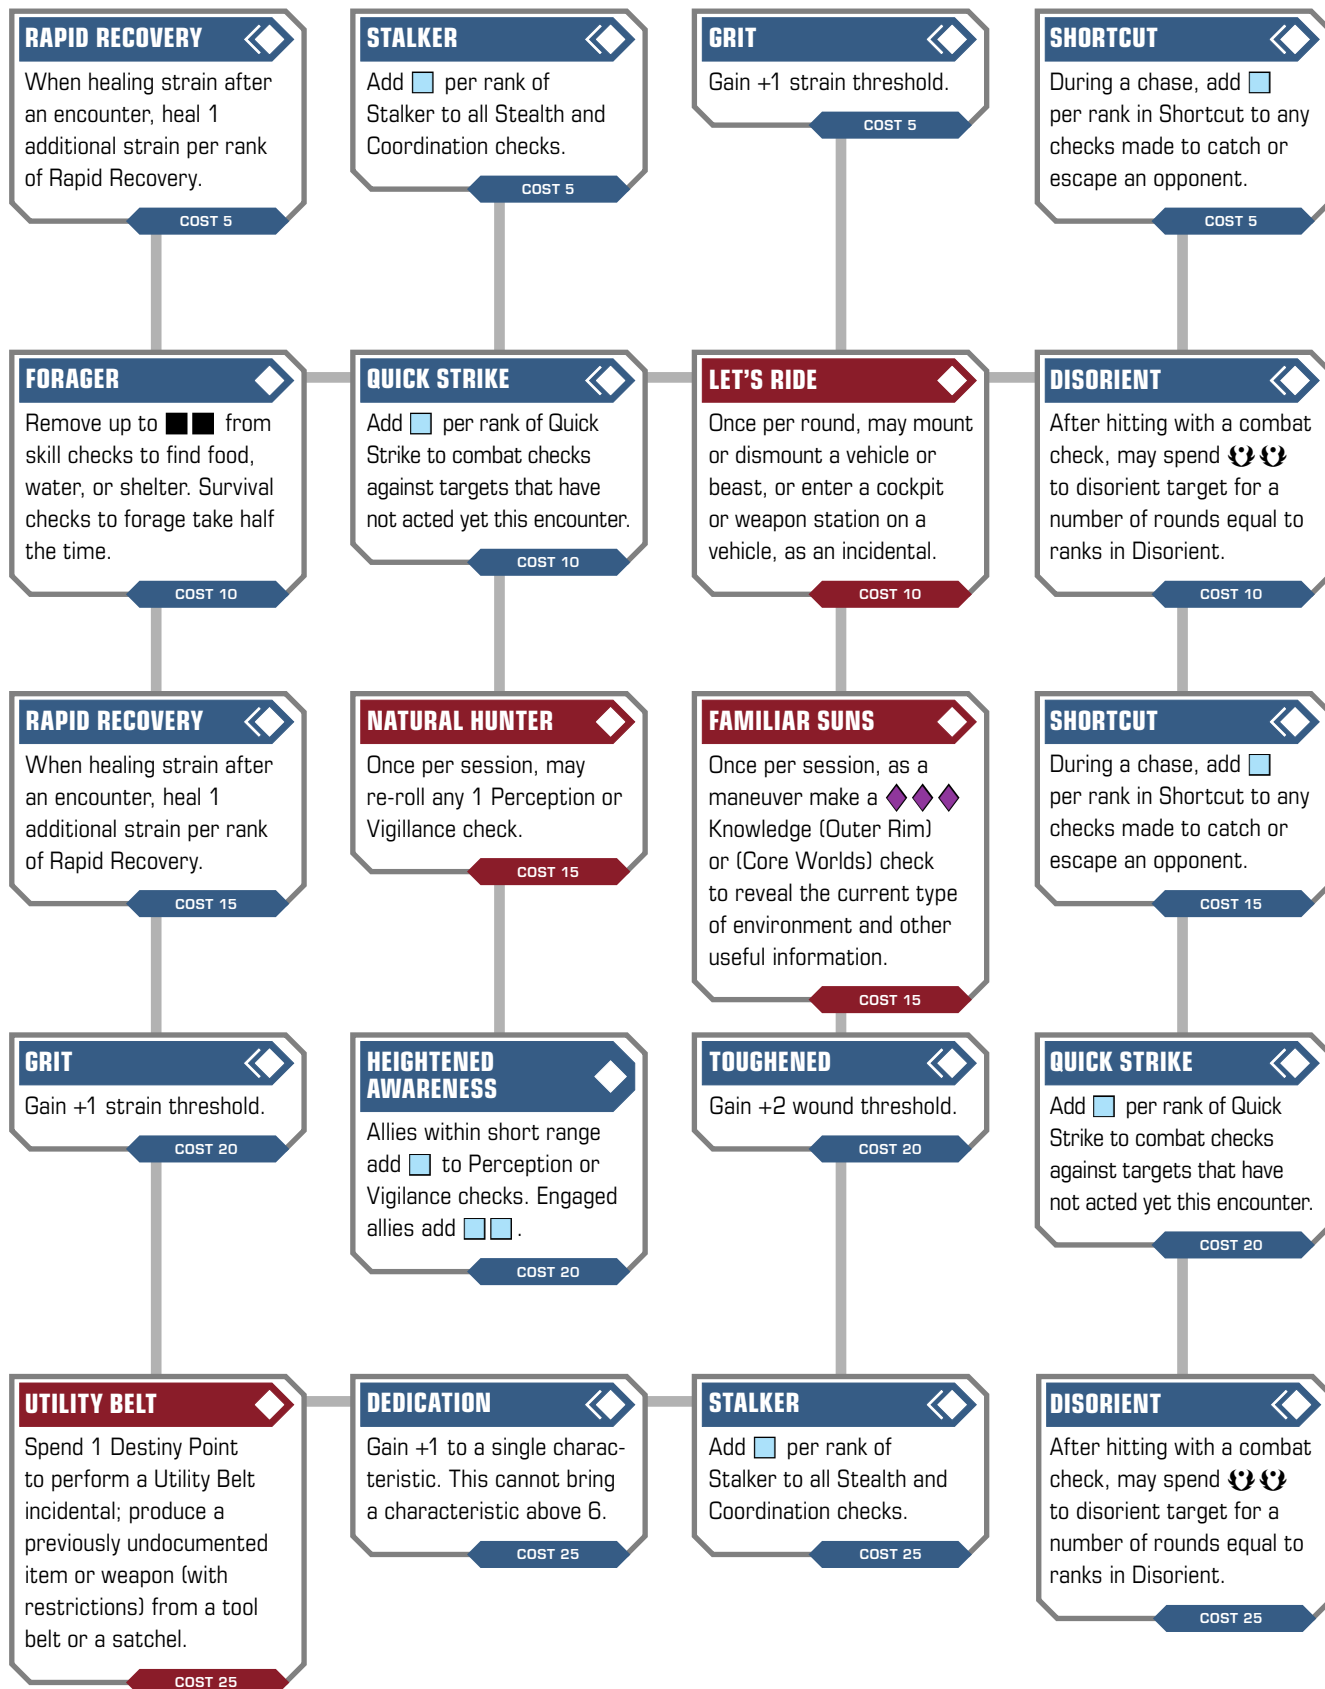 RAPID RECOVERY
When healing strain after
an encounter, heal 1
additional strain per rank
of Rapid Recovery.
COST 5
STALKER
Add per rank of
Stalker to all Stealth and
Coordination checks.
COST 5
GRIT
Gain +1 strain threshold.
COST 5
SHORTCUT
During a chase, add
per rank in Shortcut to any
checks made to catch or
escape an opponent.
COST 5
FORAGER
Remove up to from
skill checks to find food,
water, or shelter. Survival
checks to forage take half
the time.
COST 10
QUICK STRIKE
Add per rank of Quick
Strike to combat checks
against targets that have
not acted yet this encounter.
COST 10
LET'S RIDE
Once per round, may mount
or dismount a vehicle or
beast, or enter a cockpit
or weapon station on a
vehicle, as an incidental.
COST 10
DISORIENT
After hitting with a combat
check, may spend
to disorient target for a
number of rounds equal to
ranks in Disorient.
COST 10
RAPID RECOVERY
When healing strain after
an encounter, heal 1
additional strain per rank
of Rapid Recovery.
COST 15
NATURAL HUNTER
Once per session, may
re-roll any 1 Perception or
Vigillance check.
COST 15
FAMILIAR SUNS
Once per session, as a
maneuver make a
Knowledge (Outer Rim)
or (Core Worlds) check
to reveal the current type
of environment and other
useful information.
COST 15
SHORTCUT
During a chase, add
per rank in Shortcut to any
checks made to catch or
escape an opponent.
COST 15
GRIT
Gain +1 strain threshold.
COST 20
HEIGHTENED
AWARENESS
Allies within short range
add to Perception or
Vigilance checks. Engaged
allies add .
COST 20
TOUGHENED
Gain +2 wound threshold.
COST 20
QUICK STRIKE
Add per rank of Quick
Strike to combat checks
against targets that have
not acted yet this encounter.
COST 20
UTILITY BELT
Spend 1 Destiny Point
to perform a Utility Belt
incidental; produce a
previously undocumented
item or weapon (with
restrictions) from a tool
belt or a satchel.
COST 25
DEDICATION
Gain +1 to a single charac-
teristic. This cannot bring
a characteristic above 6.
COST 25
STALKER
Add per rank of
Stalker to all Stealth and
Coordination checks.
COST 25
DISORIENT
After hitting with a combat
check, may spend
to disorient target for a
number of rounds equal to
ranks in Disorient.
COST 25